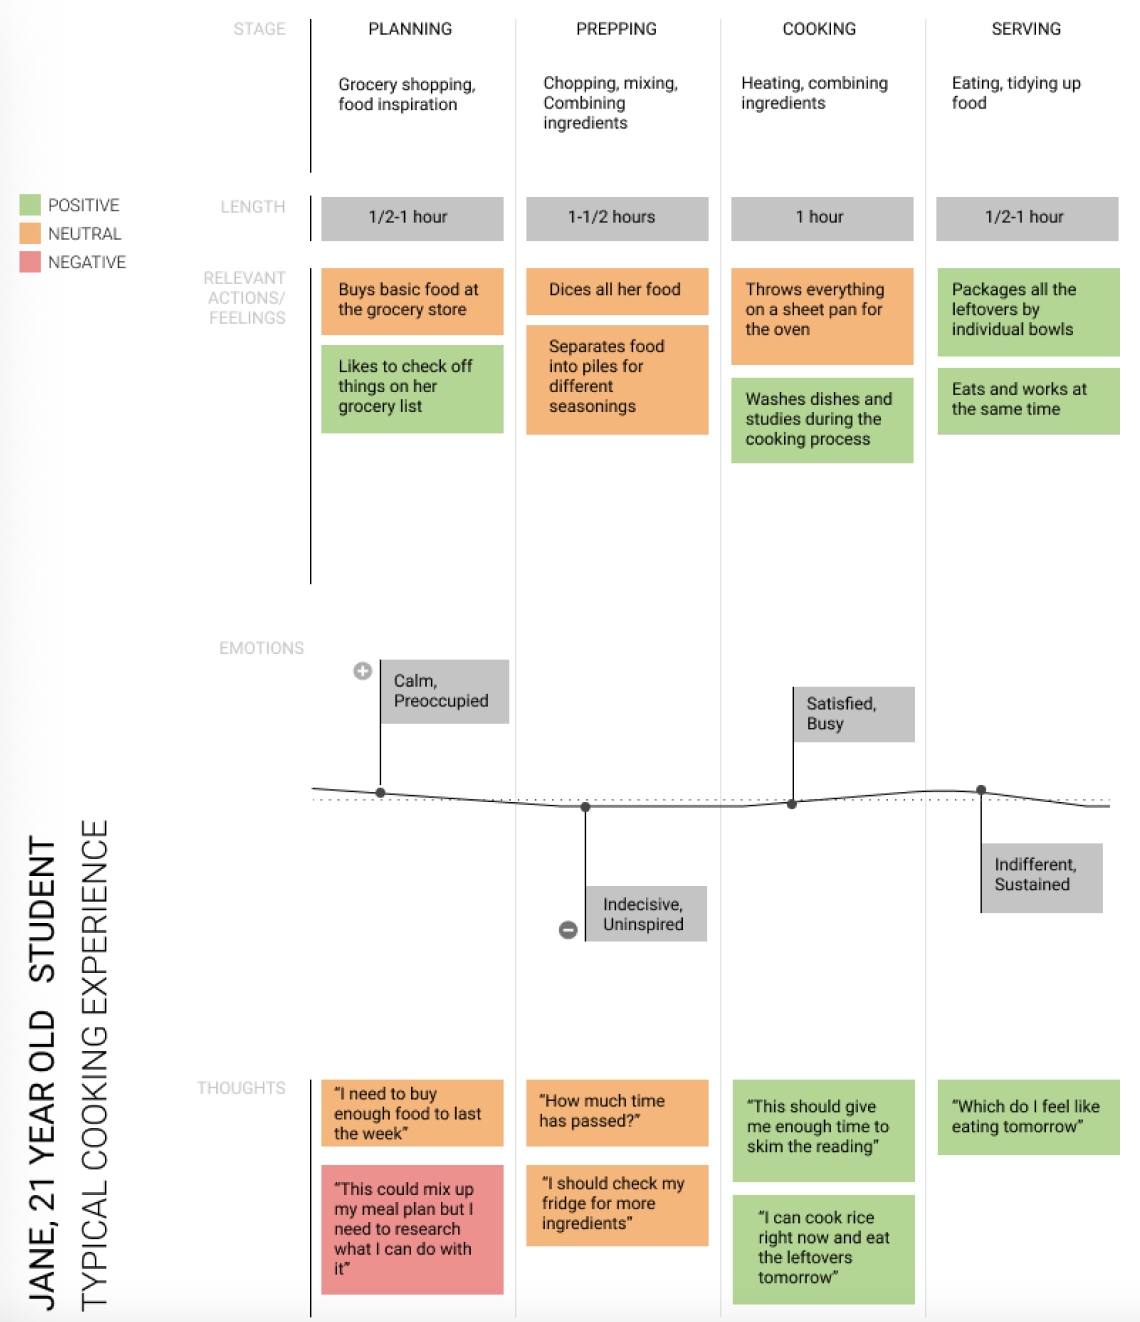 STAGE
PLANNING
PREPPING
COOKING
SERVING
Grocery shopping,
food inspiration
Chopping, mixing,
Combining
ingredients
Heating, combining
ingredients
Eating, tidying up
food
POSITIVE
NEUTRAL
NEGATIVE
LENGTH
1/2-1 hour
1-1/2 hours
1 hour
1/2-1 hour
RELEVANT
ACTIONS/
FEELINGS
Buys basic food at
the grocery store
Likes to check off
things on her
grocery list
Dices all her food
Separates food
into piles for
different
seasonings
Throws everything
on a sheet pan for
the oven
Washes dishes and
studies during the
cooking process
Packages all the
leftovers by
individual bowls
Eats and works at
the same time
EMOTIONS
Calm,
Preoccupied
Indecisive,
Uninspired
Satisfied,
Busy
Indifferent,
Sustained
THOUGHTS
“I need to buy
enough food to last
the week”
“This could mix up
my meal plan but I
need to research
what I can do with
it”
“How much time
has passed?”
“I should check my
fridge for more
ingredients”
“This should give
me enough time to
skim the reading”
“I can cook rice
right now and eat
the leftovers
tomorrow”
“Which do I feel like
eating tomorrow”
JANE, 21 YEAR OLD STUDENT
TYPICAL COOKING EXPERIENCE